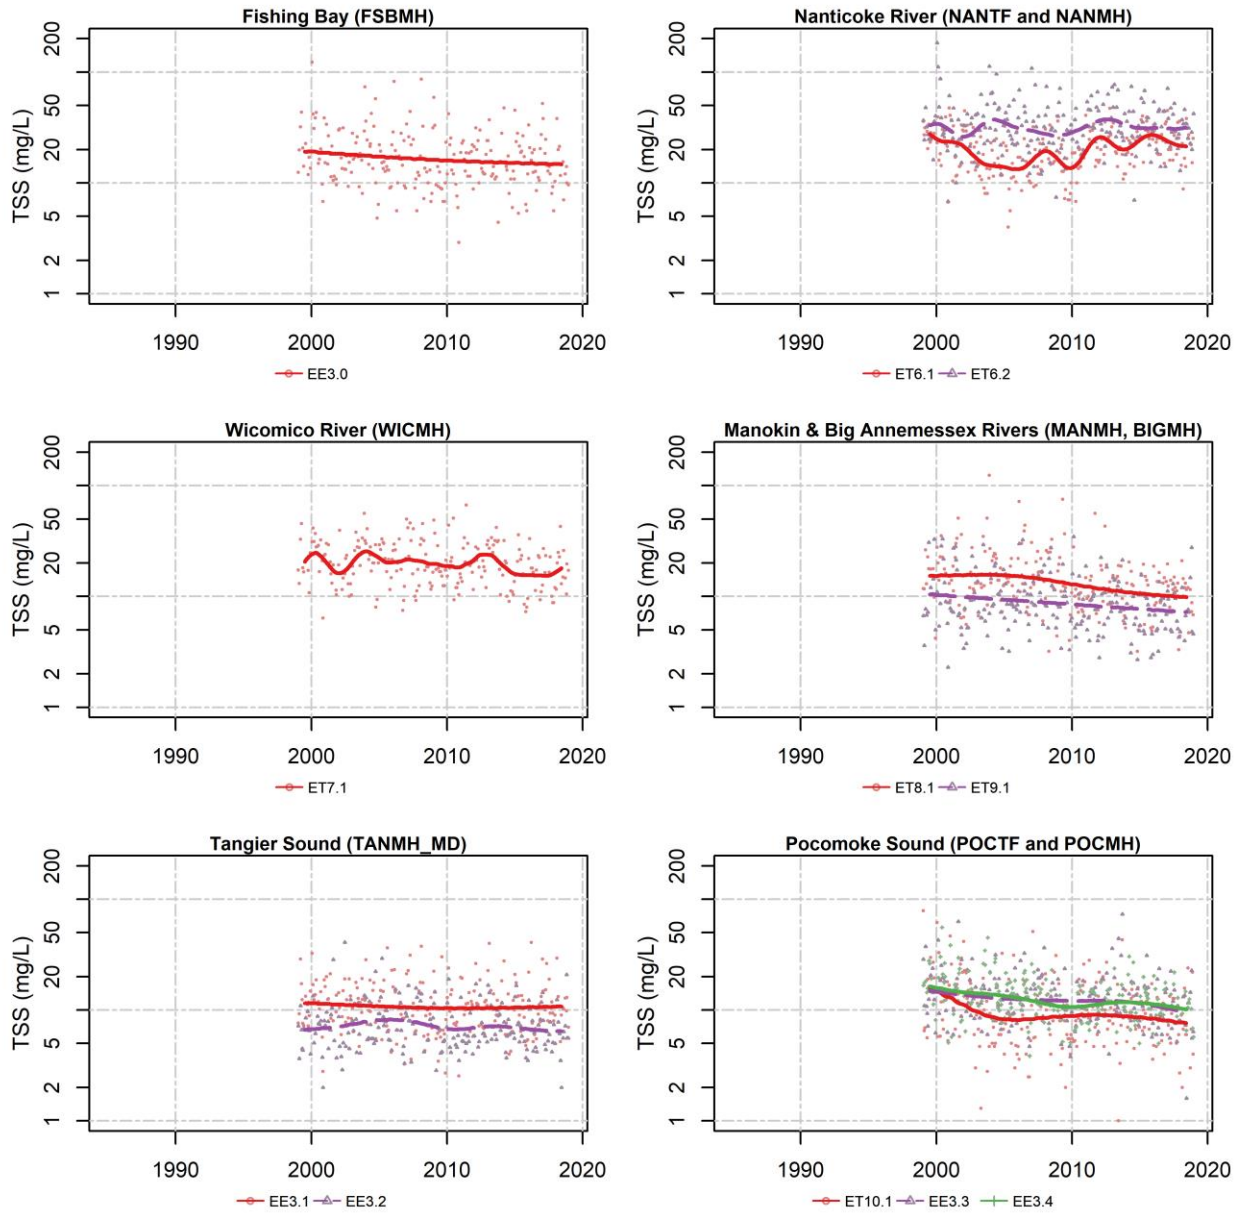 Fishing Bay (FSBMH)
TSS (mg/L)
200
50
20
5
2
1
1990 2000 2010 2020
EE3.0
Nanticoke River (NANTF and NANMH)
TSS (mg/L)
200
50
20
5
2
1
1990 2000 2010 2020
ET6.1 ET6.2
Wicomico River (WICMH)
TSS (mg/L)
200
50
20
5
2
1
1990 2000 2010 2020
ET7.1
Manokin & Big Annemessex Rivers (MANMH, BIGMH)
TSS (mg/L)
200
50
20
5
2
1
1990 2000 2010 2020
ET8.1 ET9.1
Tangier Sound (TANMH_MD)
TSS (mg/L)
200
50
20
5
2
1
1990 2000 2010 2020
EE3.1 EE3.2
Pocomoke Sound (POCTF and POCMH)
TSS (mg/L)
200
50
20
5
2
1
1990 2000 2010 2020
ET10.1 EE3.3 EE3.4